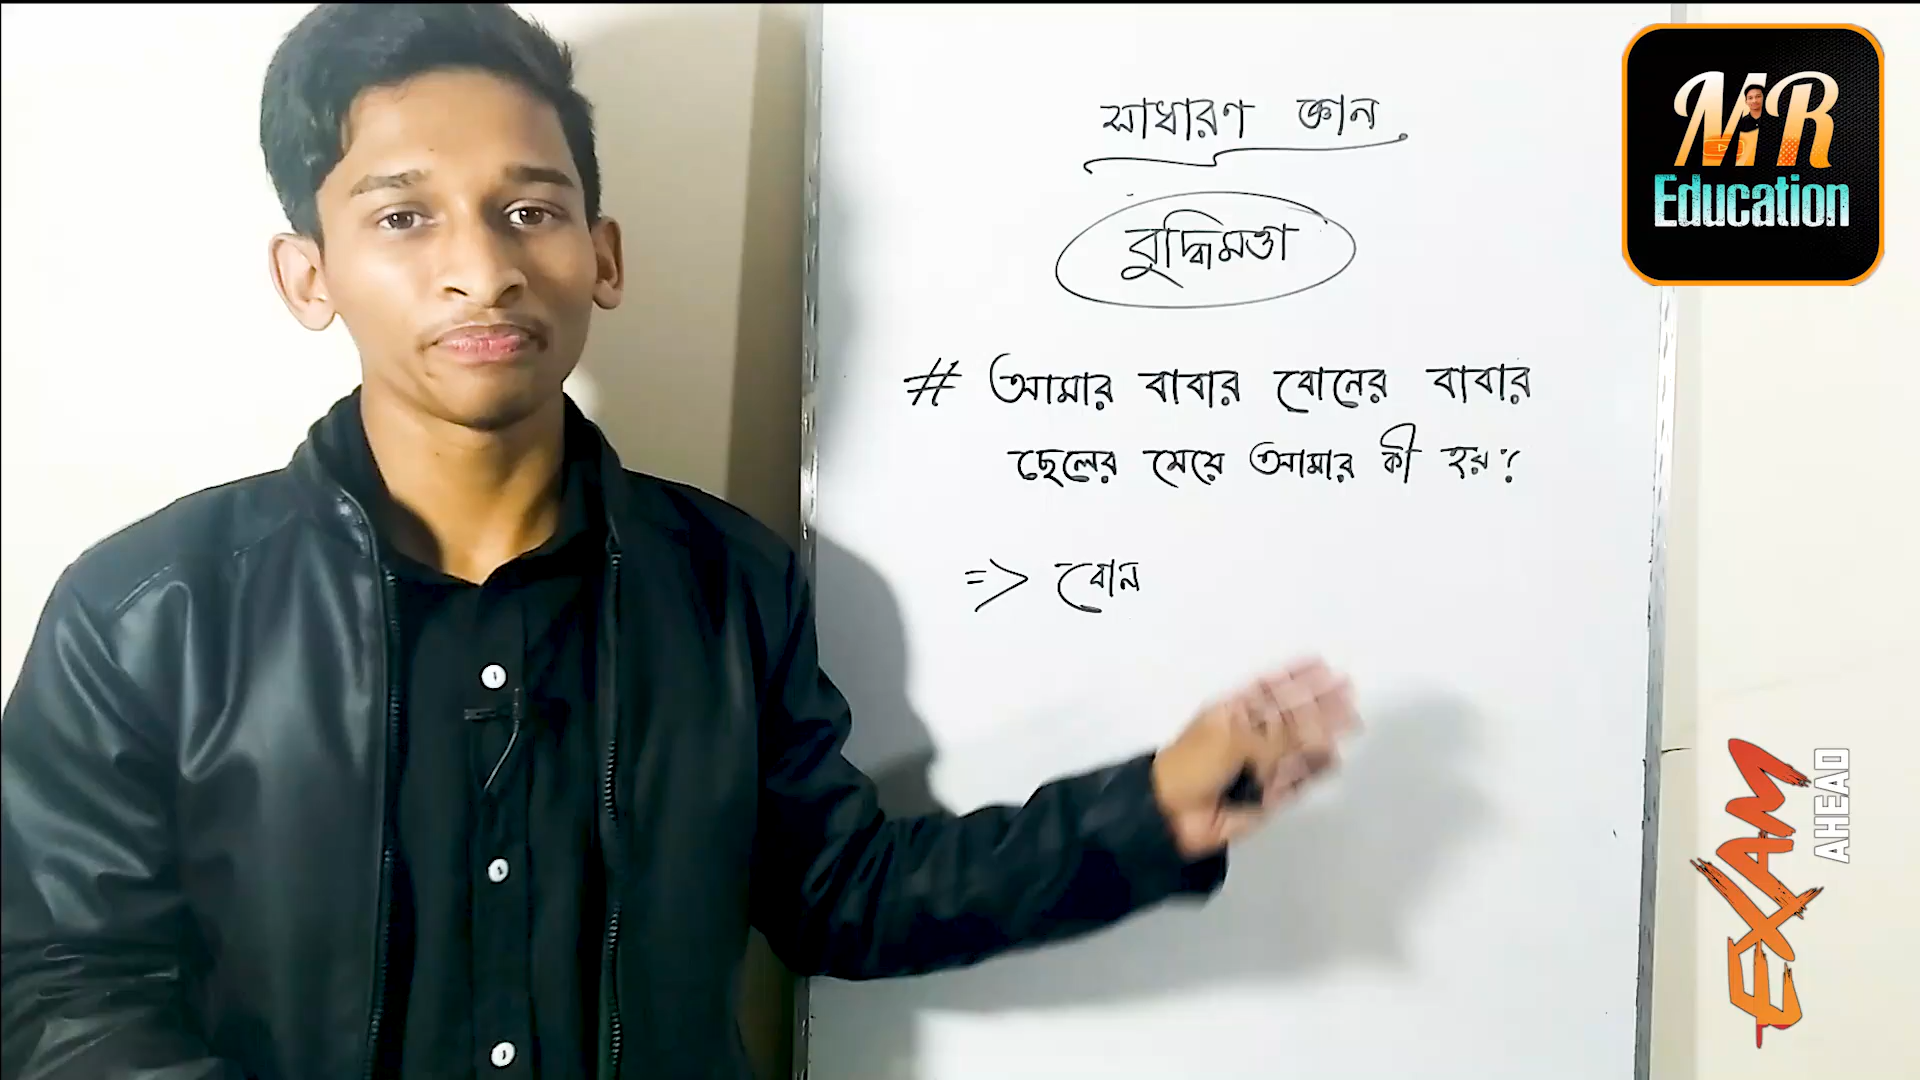 সাধারণ জ্ঞান
বুদ্ধিমত্তা
# আমার বাবার বোনের বাবার
ছেলের মেয়ে আমার কী হয়?
=> বোন
MR
Education
EXAM
AHEAD